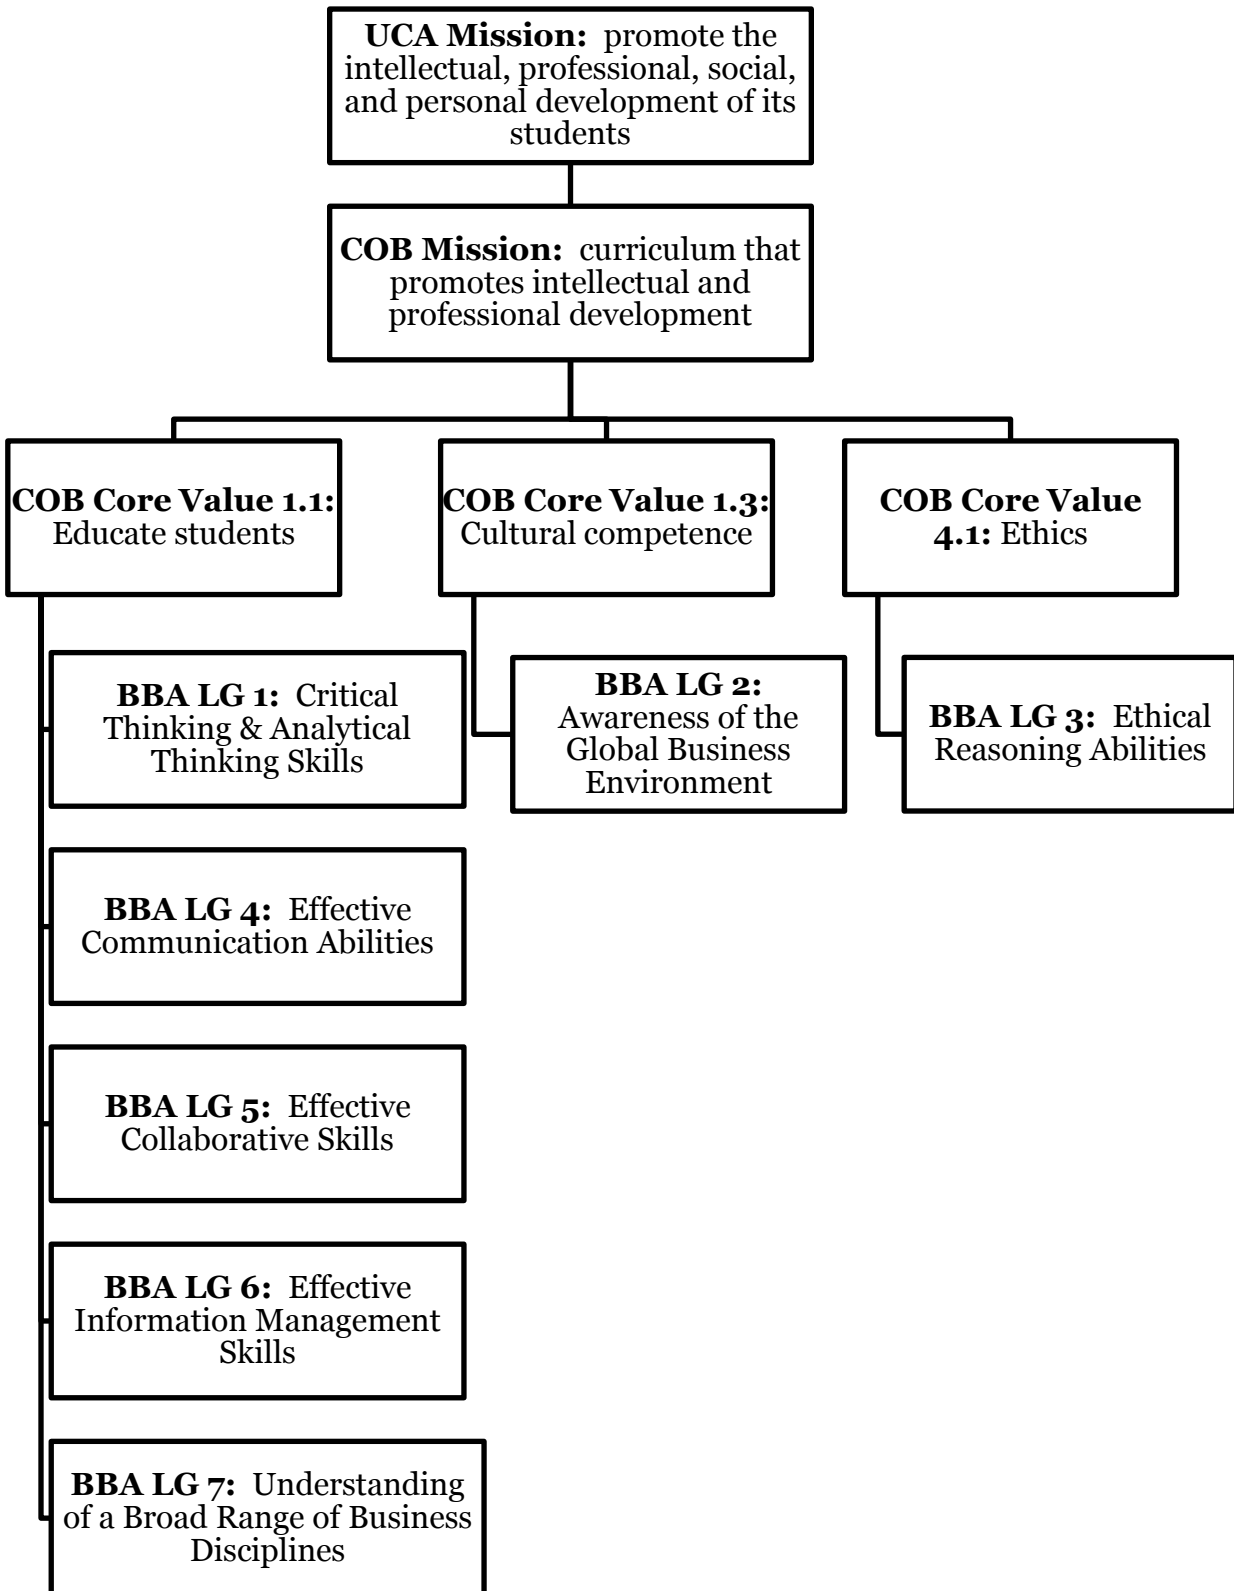 UCA Mission:  promote the
intellectual, professional, social,
and personal development of its
students
COB Mission:  curriculum that
promotes intellectual and
professional development
COB Core Value 1.1:
Educate students
COB Core Value 1.3:
Cultural competence
COB Core Value
4.1: Ethics
BBA LG 1:  Critical
Thinking & Analytical
Thinking Skills
BBA LG 2:
Awareness of the
Global Business
Environment
BBA LG 3:  Ethical
Reasoning Abilities
BBA LG 4:  Effective
Communication Abilities
BBA LG 5:  Effective
Collaborative Skills
BBA LG 6:  Effective
Information Management
Skills
BBA LG 7:  Understanding
of a Broad Range of Business
Disciplines